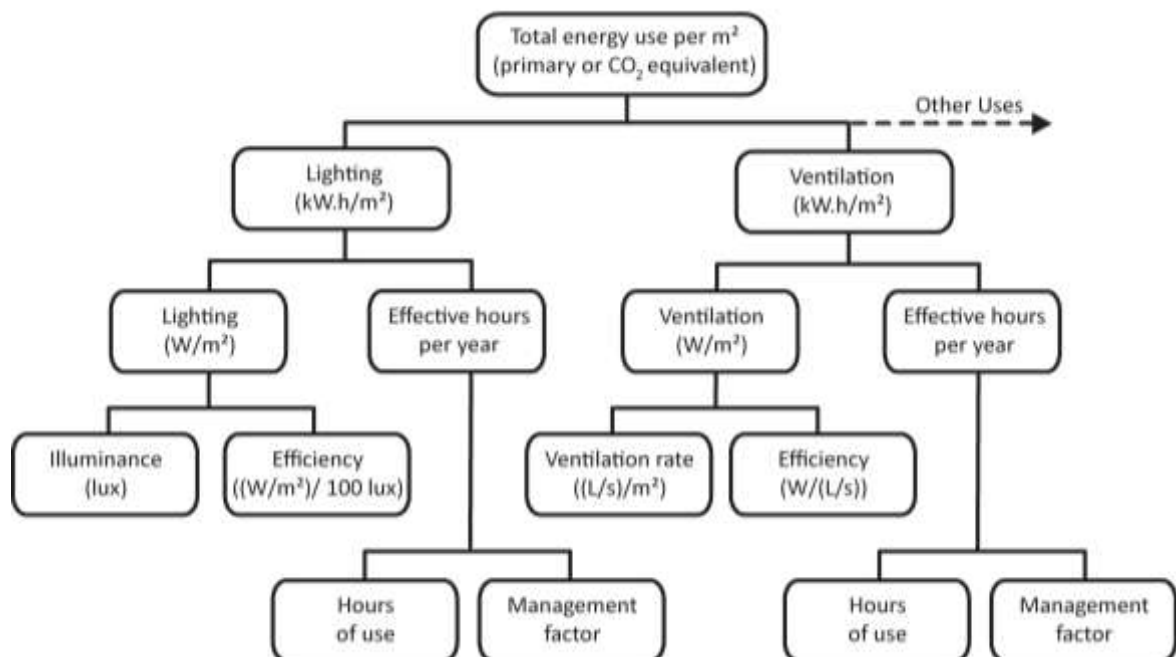 Total energy use per m²
(primary or CO₂ equivalent)
Other Uses
Lighting
(kW.h/m²)
Ventilation
(kW.h/m²)
Lighting
(W/m²)
Effective hours
per year
Ventilation
(W/m²)
Effective hours
per year
Illuminance
(lux)
Efficiency
((W/m²)/ 100 lux)
Ventilation rate
((L/s)/m²)
Efficiency
(W/(L/s))
Hours
of use
Management
factor
Hours
of use
Management
factor